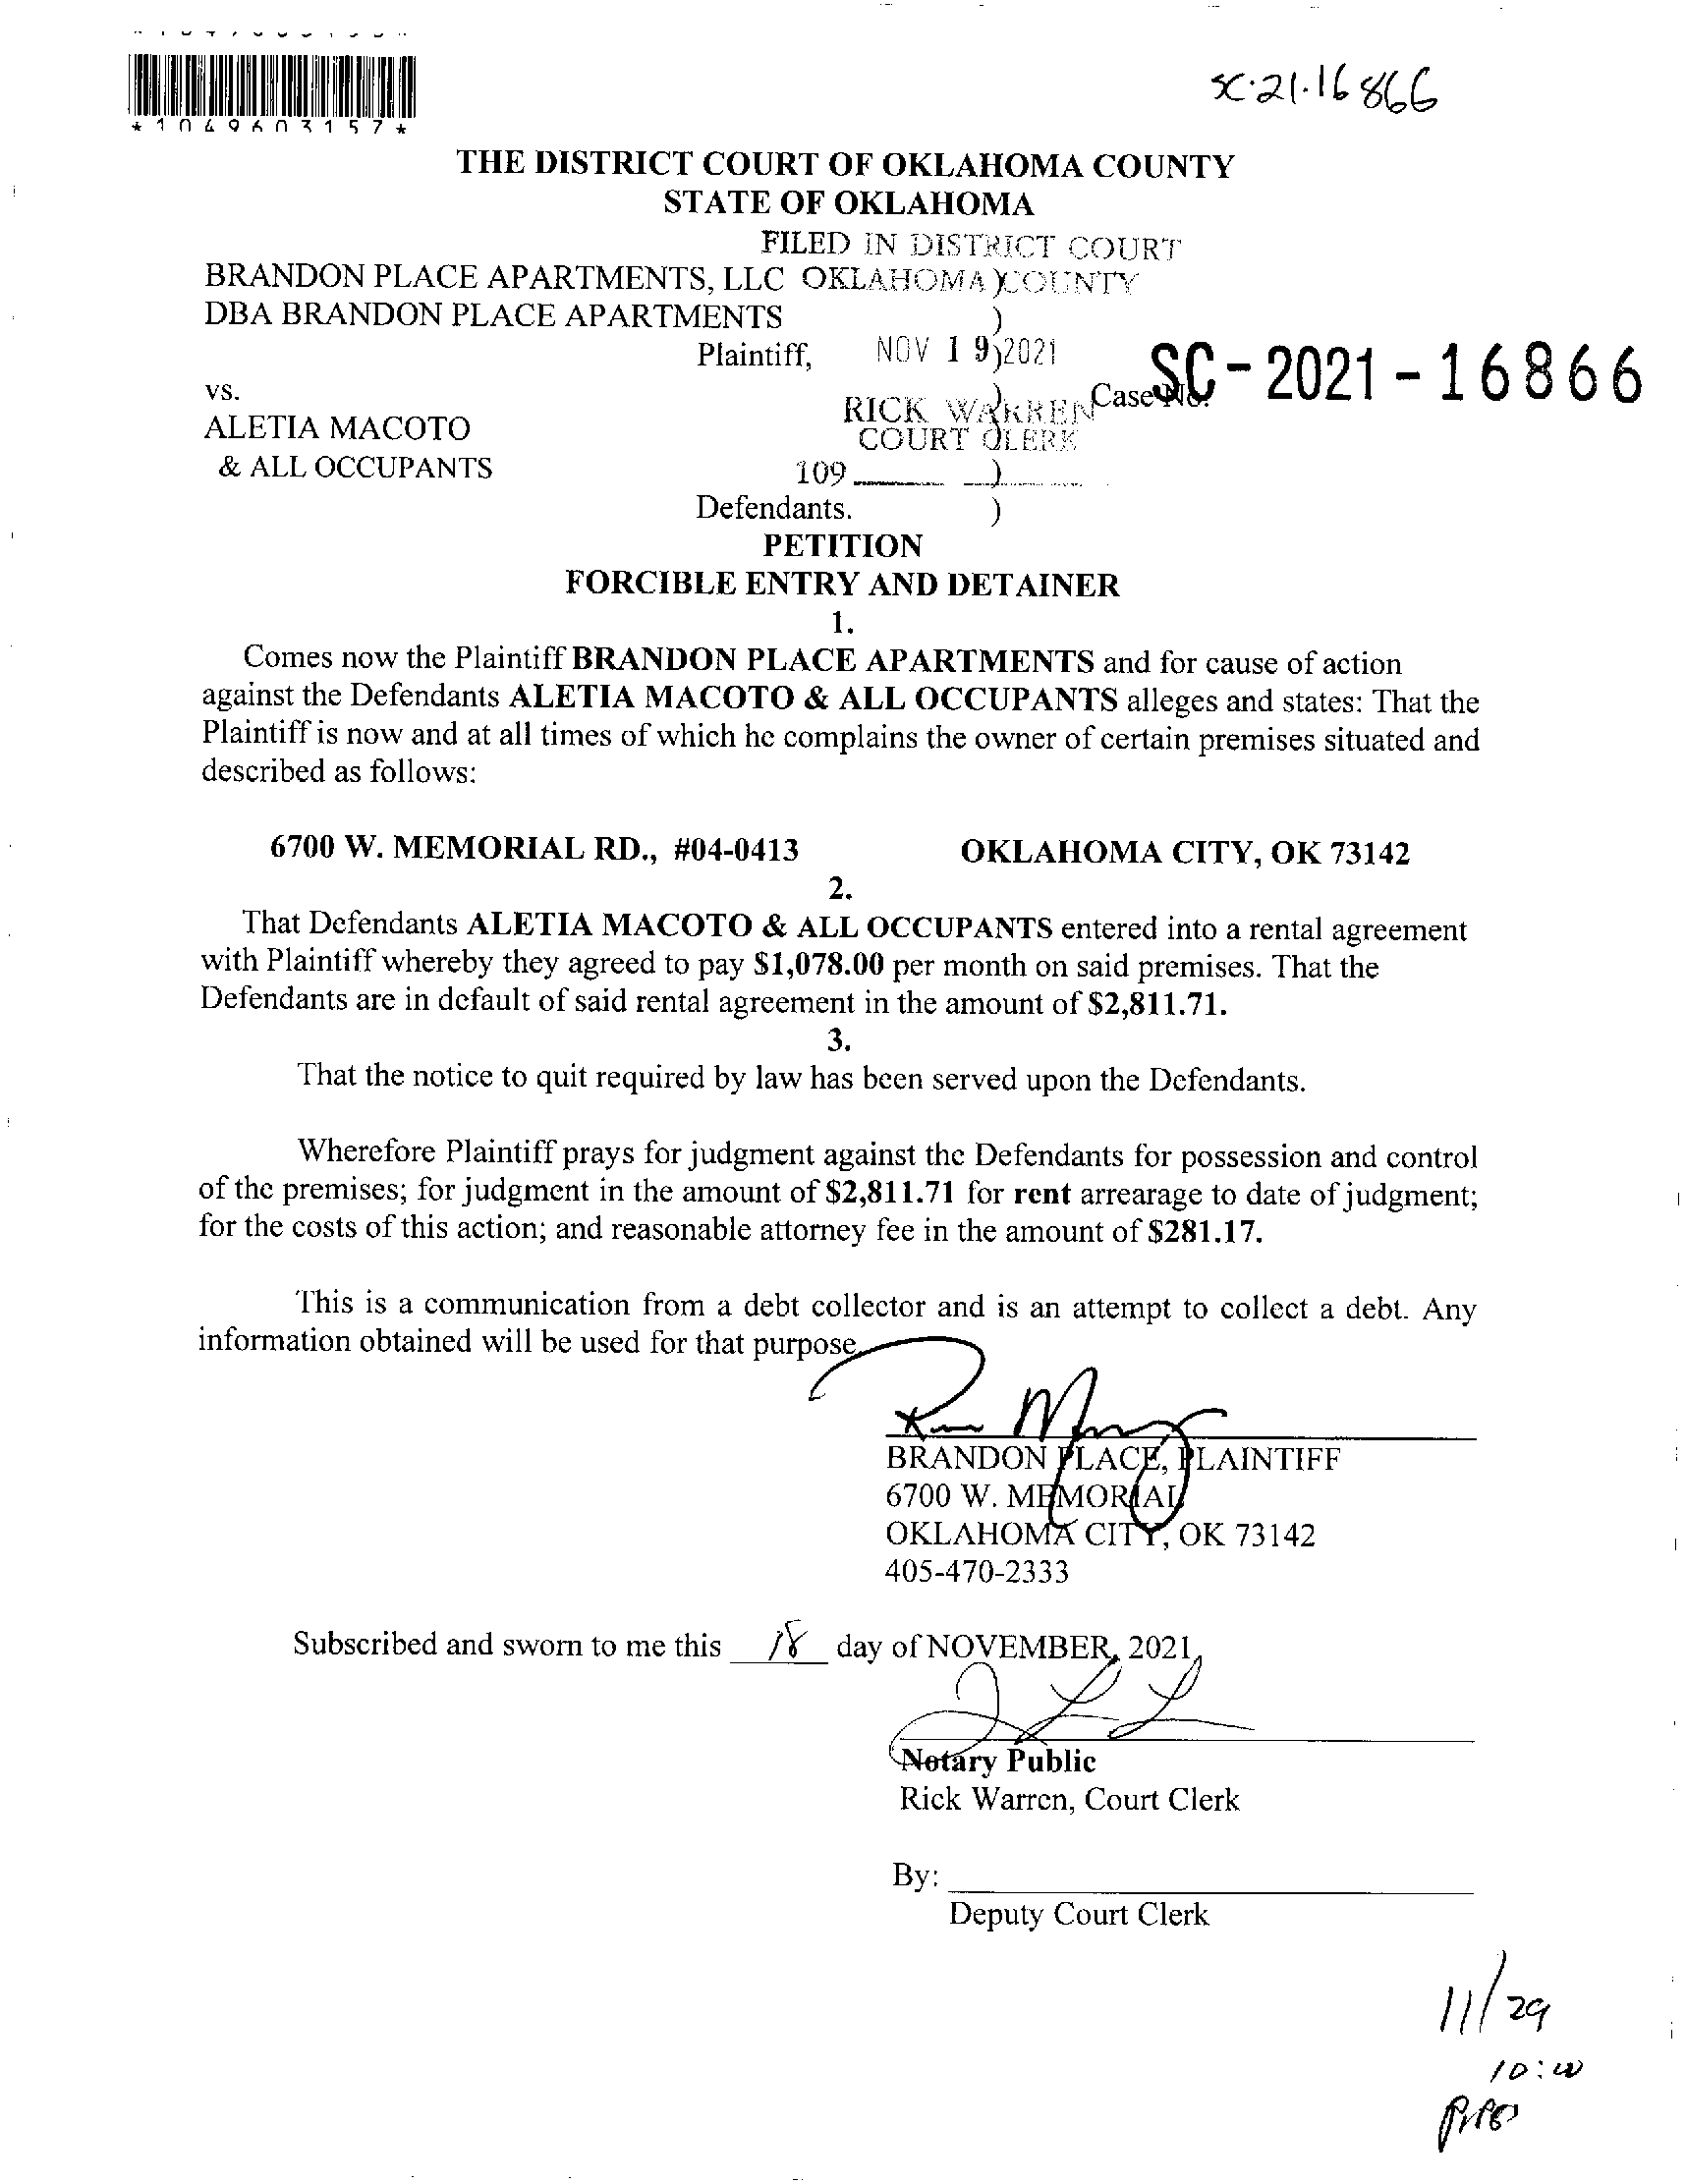 *1049603157*
SC-21-16866
THE DISTRICT COURT OF OKLAHOMA COUNTY
STATE OF OKLAHOMA
FILED IN DISTRICT COURT
BRANDON PLACE APARTMENTS, LLC OKLAHOMA COUNTY )
DBA BRANDON PLACE APARTMENTS )
Plaintiff, NOV 19 2021 )
SC-2021-16866
vs. ) Case No.
RICK WARREN
ALETIA MACOTO
COURT CLERK
& ALL OCCUPANTS 109 )
Defendants. )
PETITION
FORCIBLE ENTRY AND DETAINER
1.
Comes now the Plaintiff BRANDON PLACE APARTMENTS and for cause of action
against the Defendants ALETIA MACOTO & ALL OCCUPANTS alleges and states: That the
Plaintiff is now and at all times of which he complains the owner of certain premises situated and
described as follows:
6700 W. MEMORIAL RD., #04-0413 OKLAHOMA CITY, OK 73142
2.
That Defendants ALETIA MACOTO & ALL OCCUPANTS entered into a rental agreement
with Plaintiff whereby they agreed to pay $1,078.00 per month on said premises. That the
Defendants are in default of said rental agreement in the amount of $2,811.71.
3.
That the notice to quit required by law has been served upon the Defendants.
Wherefore Plaintiff prays for judgment against the Defendants for possession and control
of the premises; for judgment in the amount of $2,811.71 for rent arrearage to date of judgment;
for the costs of this action; and reasonable attorney fee in the amount of $281.17.
This is a communication from a debt collector and is an attempt to collect a debt. Any
information obtained will be used for that purpose.
BRANDON PLACE, PLAINTIFF
6700 W. MEMORIAL
OKLAHOMA CITY, OK 73142
405-470-2333
Subscribed and sworn to me this 18 day of NOVEMBER, 2021.
Notary Public
Rick Warren, Court Clerk
By:
Deputy Court Clerk
11/29
10:00